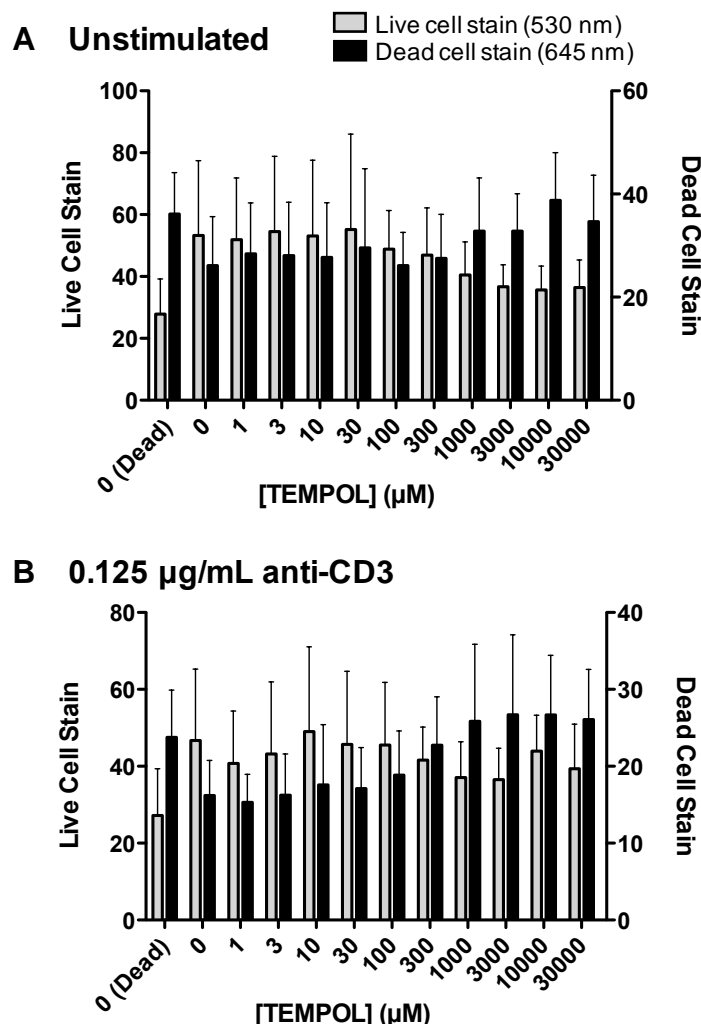 A Unstimulated
Live cell stain (530 nm)
Dead cell stain (645 nm)
100
80
60
40
20
0
Live Cell Stain
60
40
20
0
Dead Cell Stain
0 (Dead) 0 1 3 10 30 100 300 1000 3000 10000 30000
[TEMPOL] (µM)
B 0.125 µg/mL anti-CD3
80
60
40
20
0
Live Cell Stain
40
30
20
10
0
Dead Cell Stain
0 (Dead) 0 1 3 10 30 100 300 1000 3000 10000 30000
[TEMPOL] (µM)